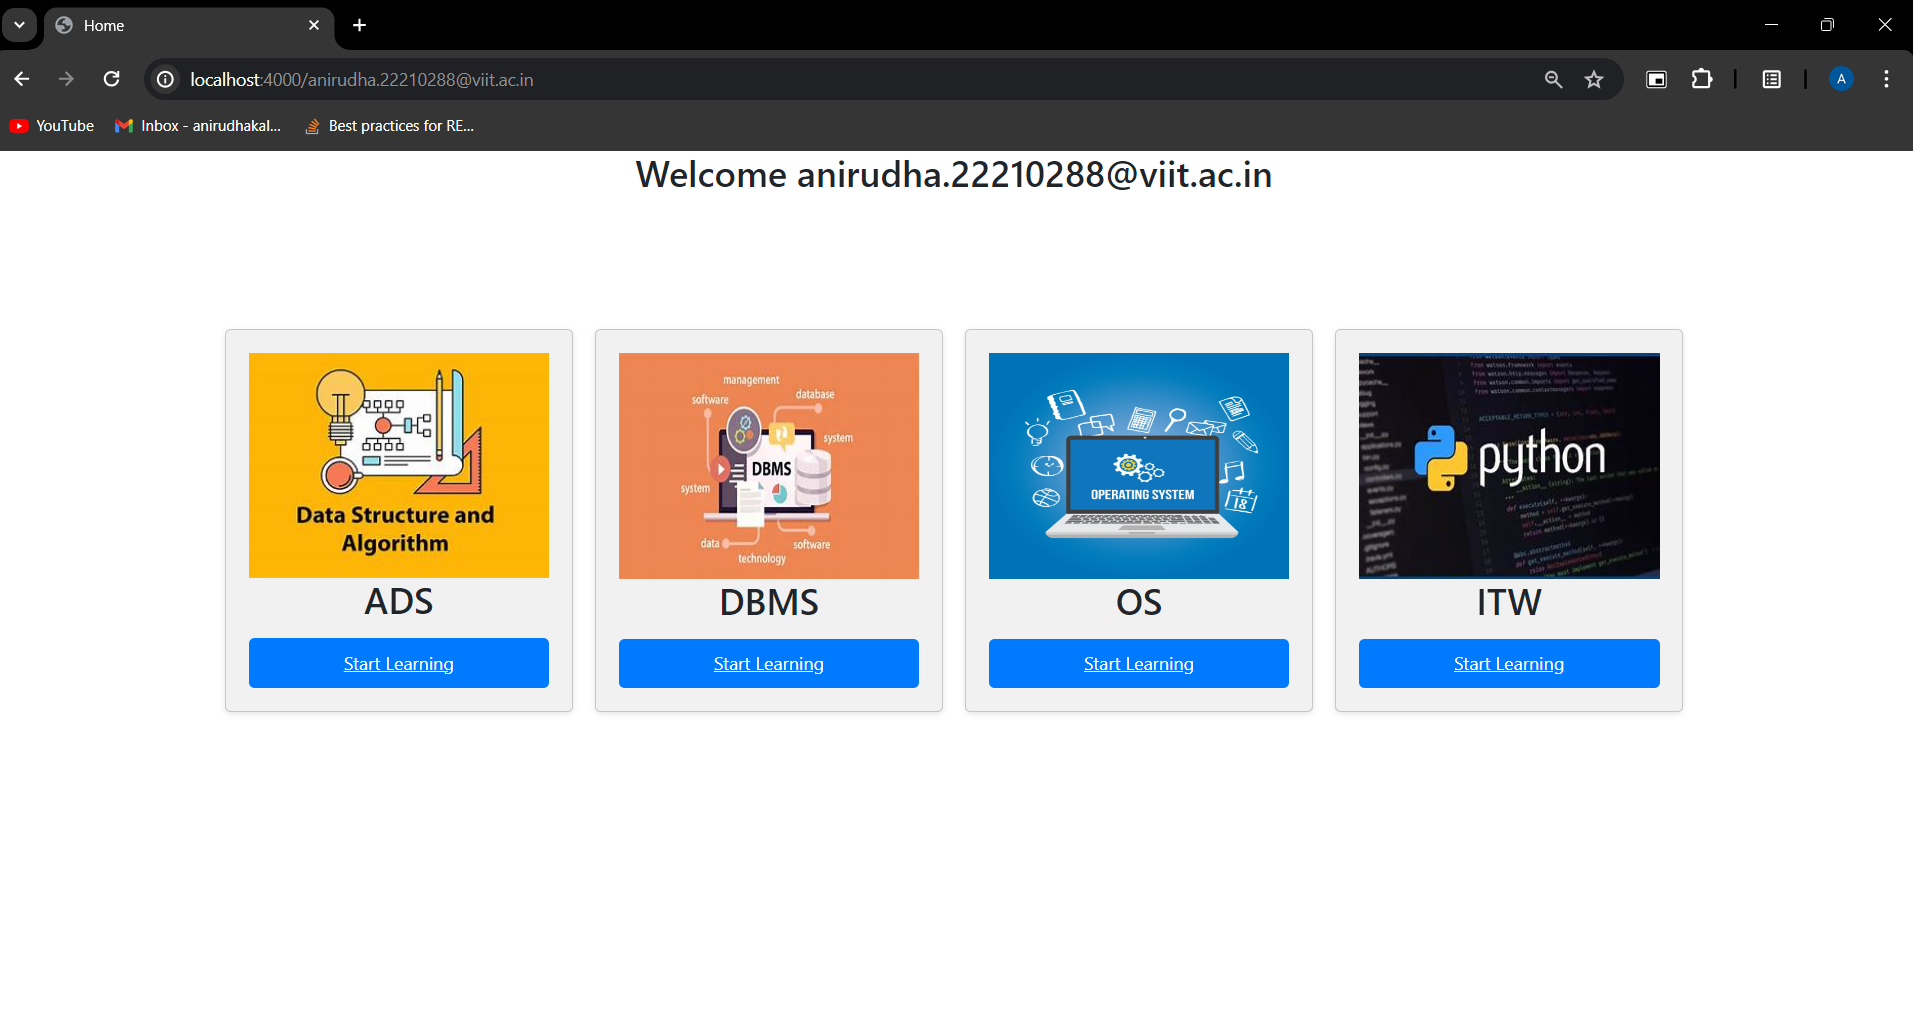 Home
localhost:4000/anirudha.22210288@viit.ac.in
A
YouTube
Inbox - anirudhakal...
Best practices for RE...
Welcome anirudha.22210288@viit.ac.in
Data Structure and
Algorithm
ADS
Start Learning
management
software
database
system
DBMS
system
data
software
technology
DBMS
Start Learning
OPERATING SYSTEM
18
OS
Start Learning
python
ITW
Start Learning